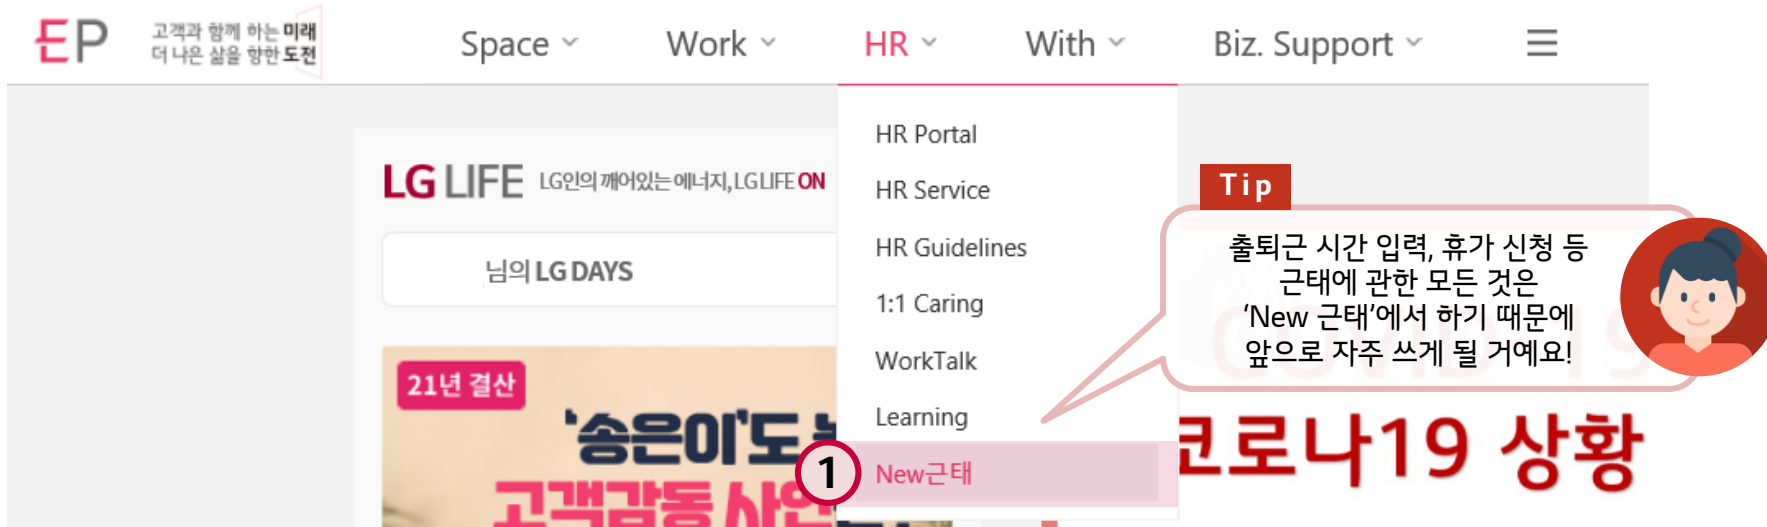 EP
고객과 함께 하는 미래
더 나은 삶을 향한 도전
Space
Work
HR
With
Biz. Support
HR Portal
HR Service
HR Guidelines
1:1 Caring
WorkTalk
Learning
New근태
LG LIFE
LG인의 깨어있는 에너지, LG LIFE ON
님의 LG DAYS
21년 결산
'송은이'도
고객감동
1
Tip
출퇴근 시간 입력, 휴가 신청 등
근태에 관한 모든 것은
'New 근태'에서 하기 때문에
앞으로 자주 쓰게 될 거예요!
COVID 19
코로나19 상황